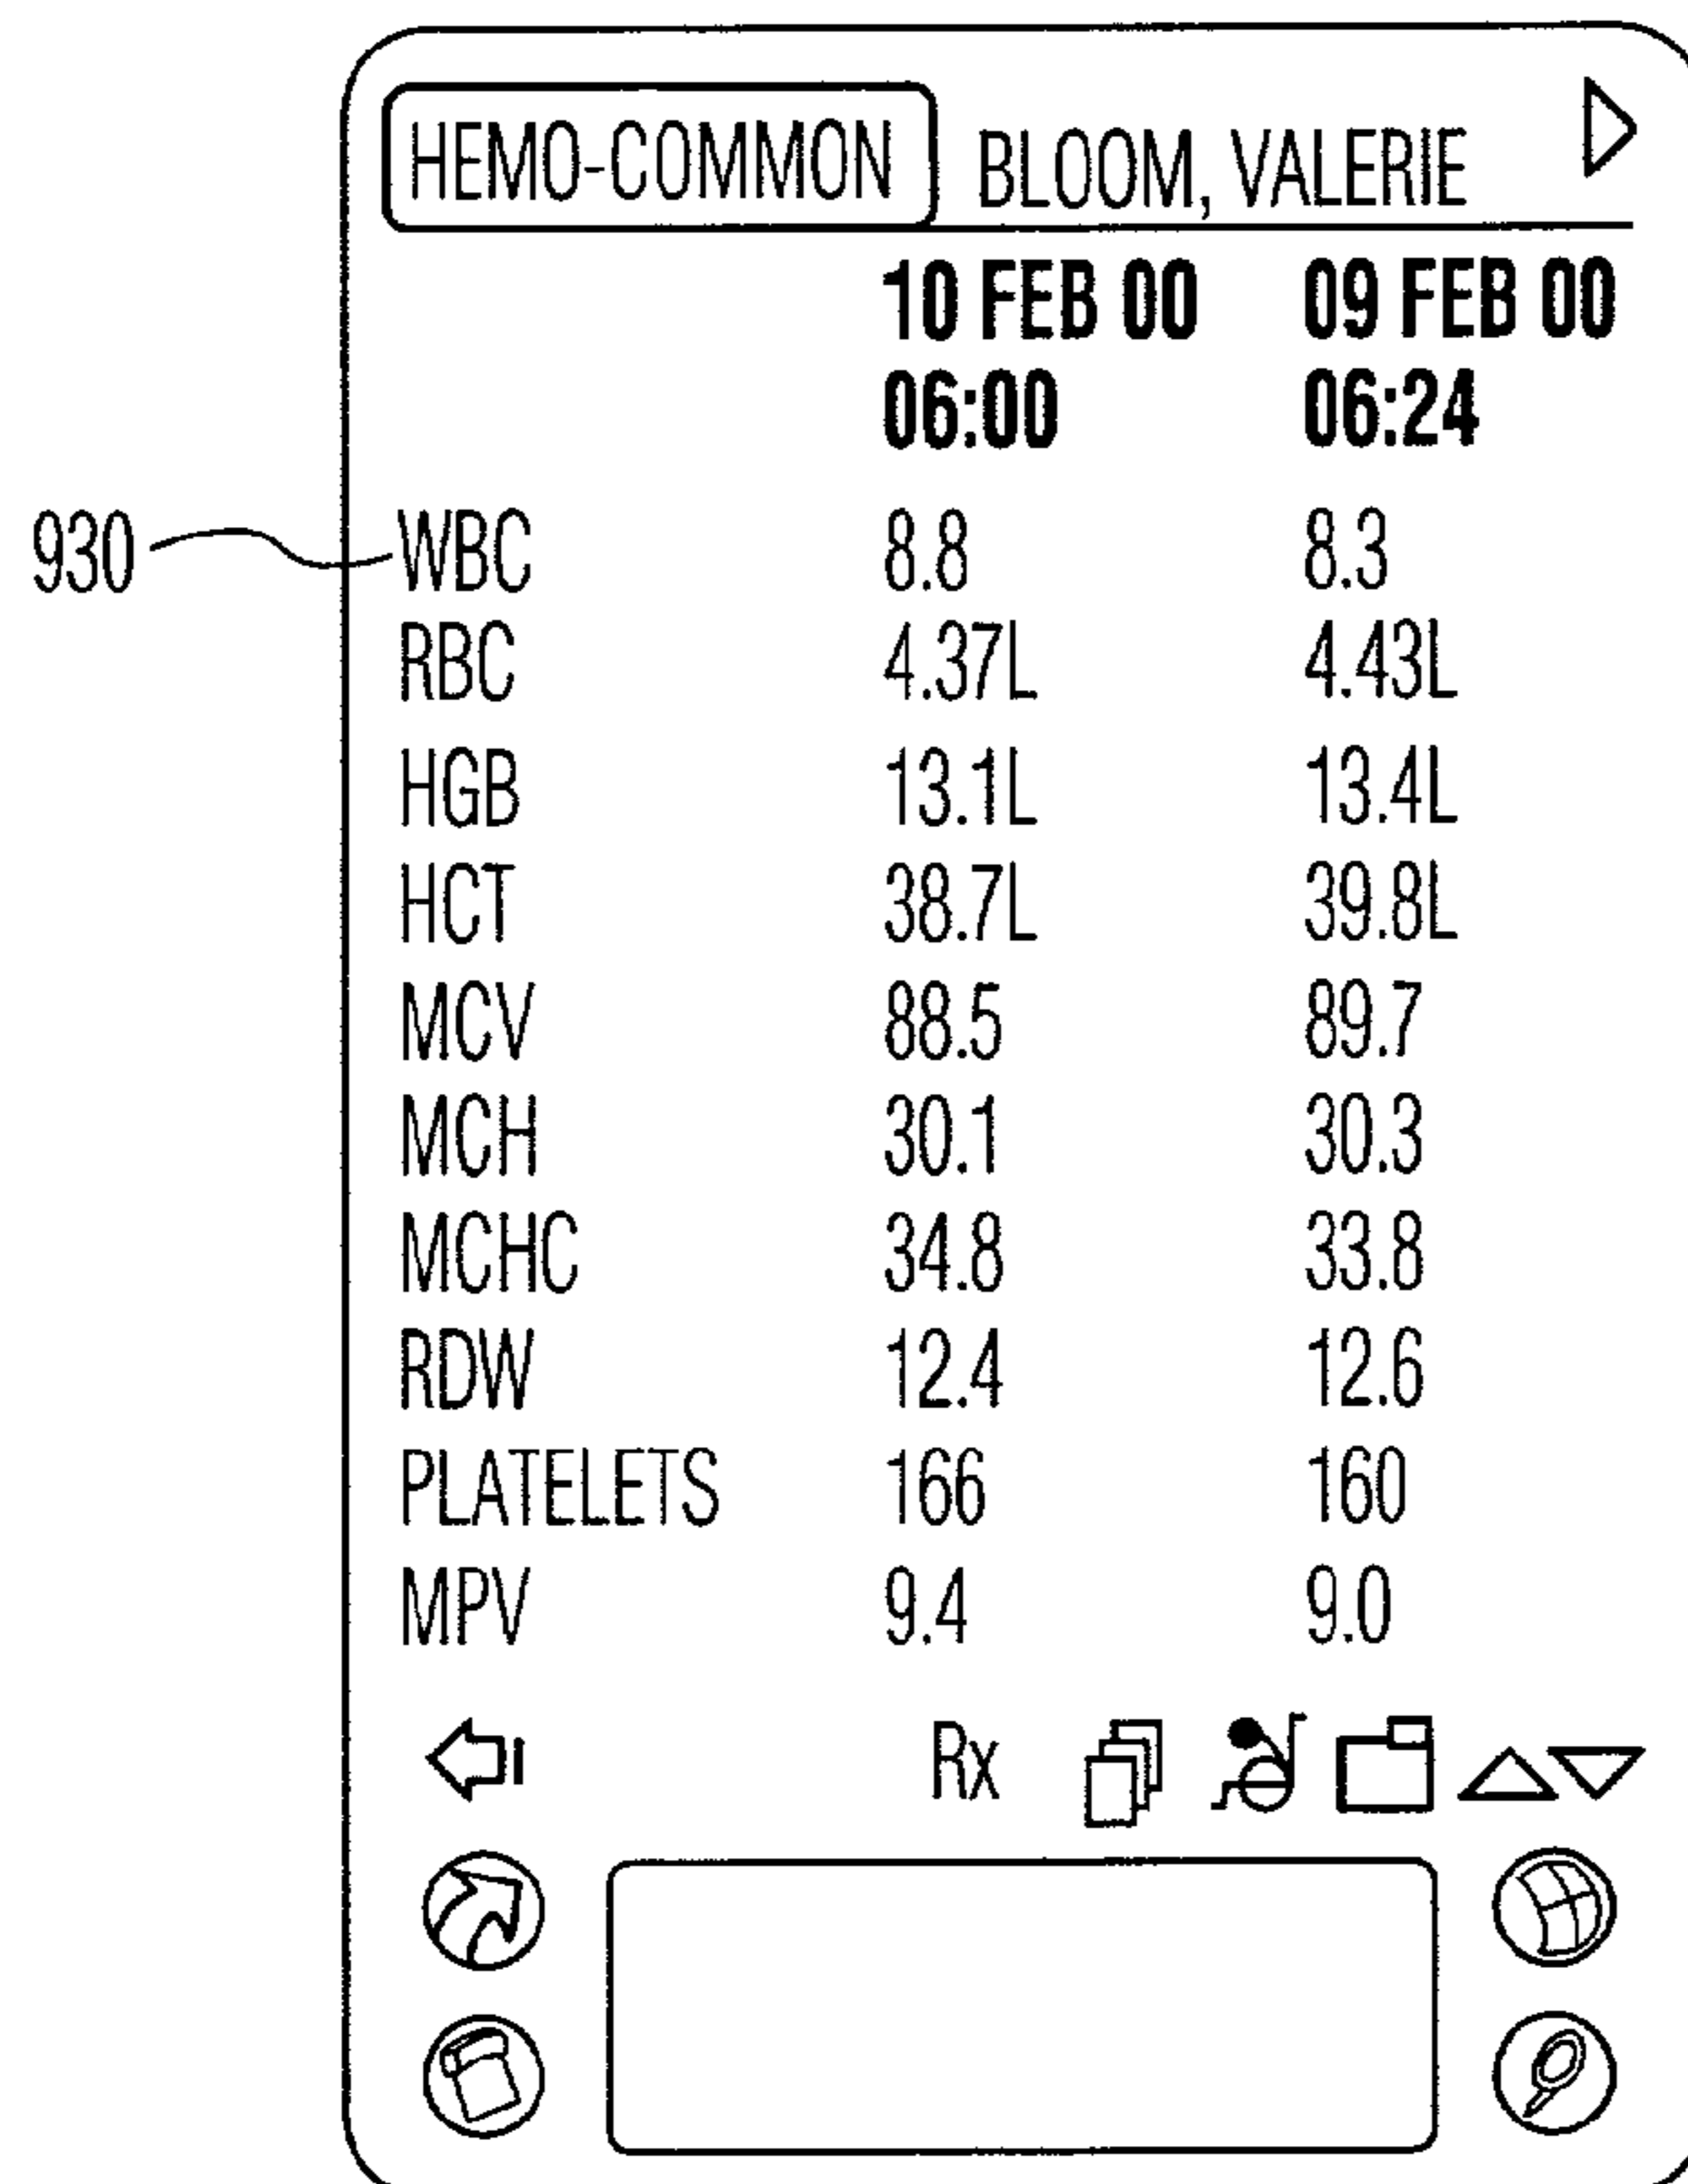 HEMO-COMMON BLOOM, VALERIE
10 FEB 00 09 FEB 00
06:00 06:24
930 WBC 8.8 8.3
RBC 4.37L 4.43L
HGB 13.1L 13.4L
HCT 38.7L 39.8L
MCV 88.5 89.7
MCH 30.1 30.3
MCHC 34.8 33.8
RDW 12.4 12.6
PLATELETS 166 160
MPV 9.4 9.0
Rx